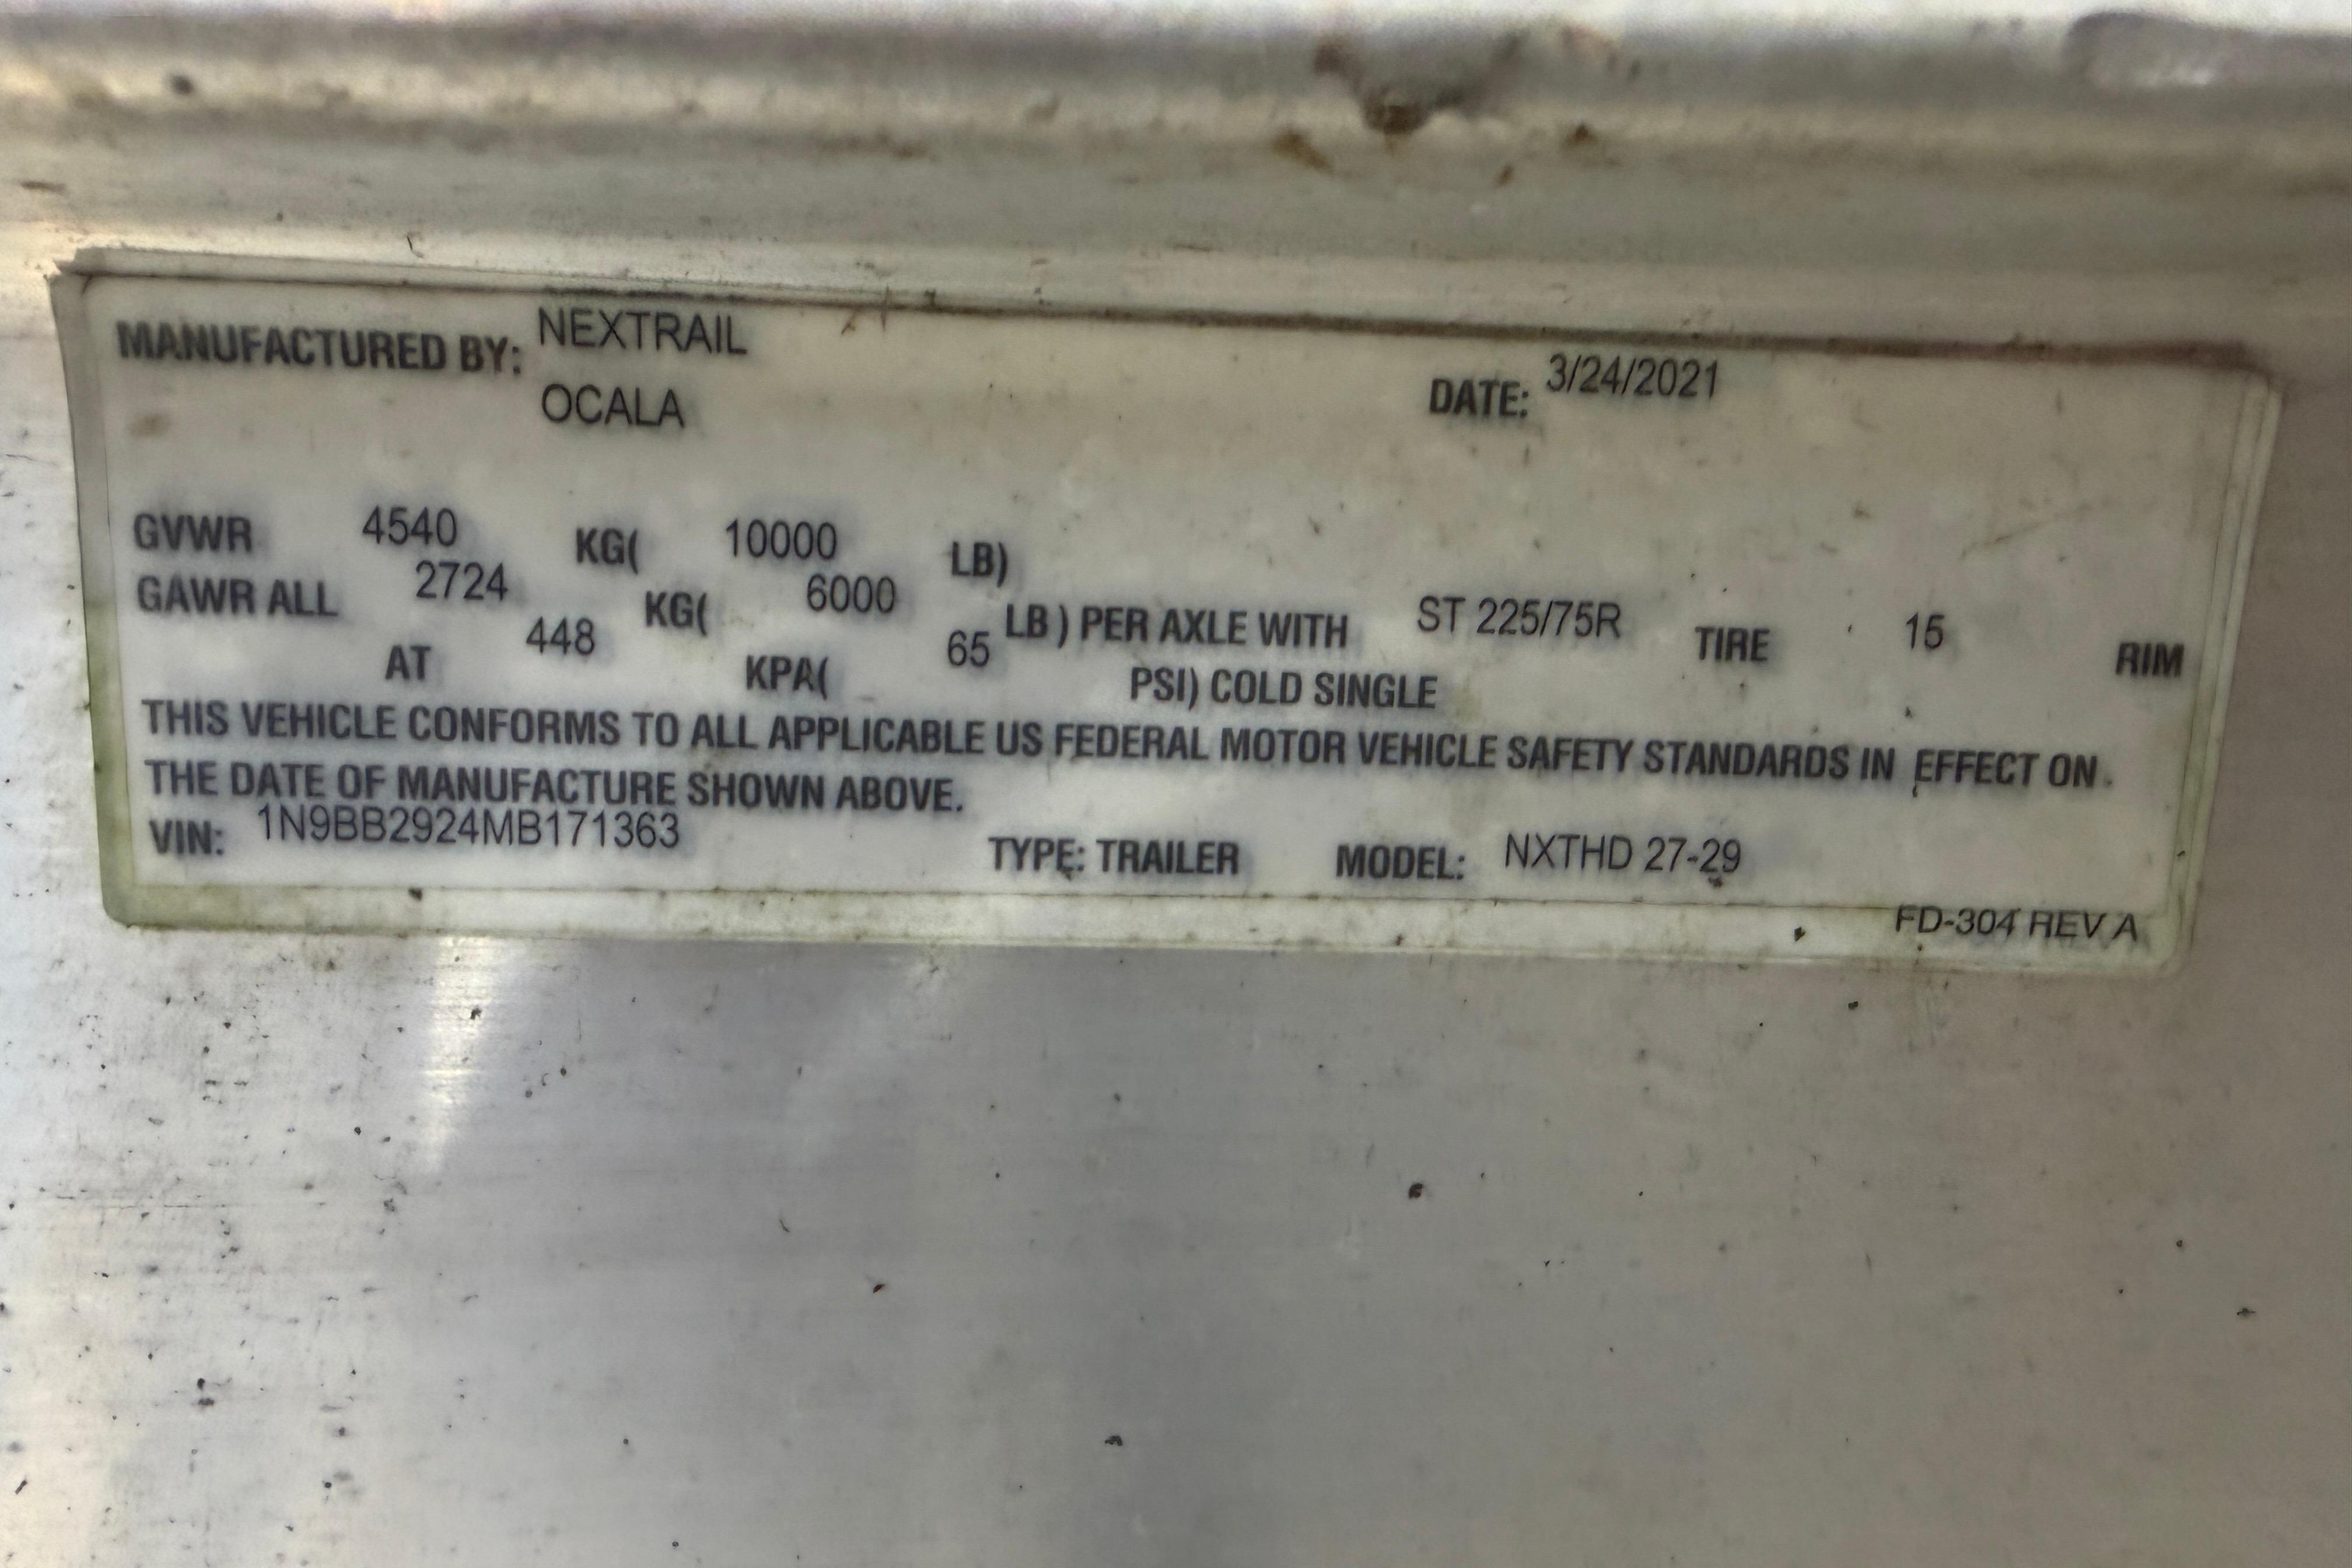 MANUFACTURED BY: NEXTRAIL
OCALA
DATE: 3/24/2021
GVWR 4540 KG( 10000 LB)
GAWR ALL 2724 KG( 6000 LB ) PER AXLE WITH ST 225/75R TIRE 15 RIM
AT 448 KPA( 65 PSI) COLD SINGLE
THIS VEHICLE CONFORMS TO ALL APPLICABLE US FEDERAL MOTOR VEHICLE SAFETY STANDARDS IN EFFECT ON
THE DATE OF MANUFACTURE SHOWN ABOVE.
VIN: 1N9BB2924MB171363 TYPE: TRAILER MODEL: NXTHD 27-29
FD-304 REV A